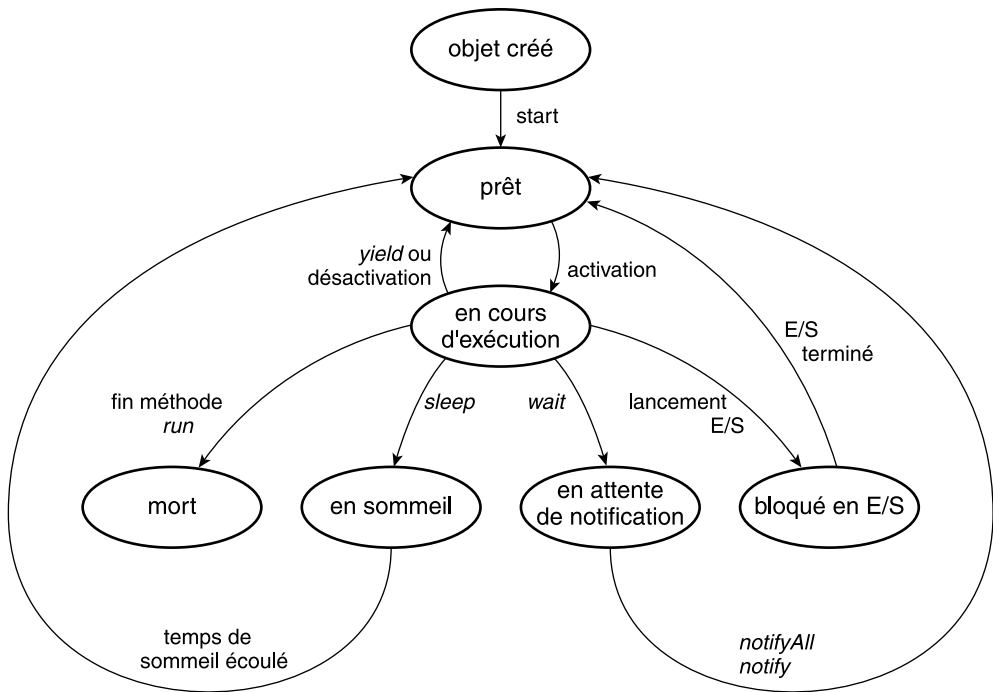 objet créé
start
prêt
yield ou
désactivation
activation
en cours
d'exécution
E/S
terminé
fin méthode
run
sleep
wait
lancement
E/S
mort
en sommeil
en attente
de notification
bloqué en E/S
temps de
sommeil écoulé
notifyAll
notify